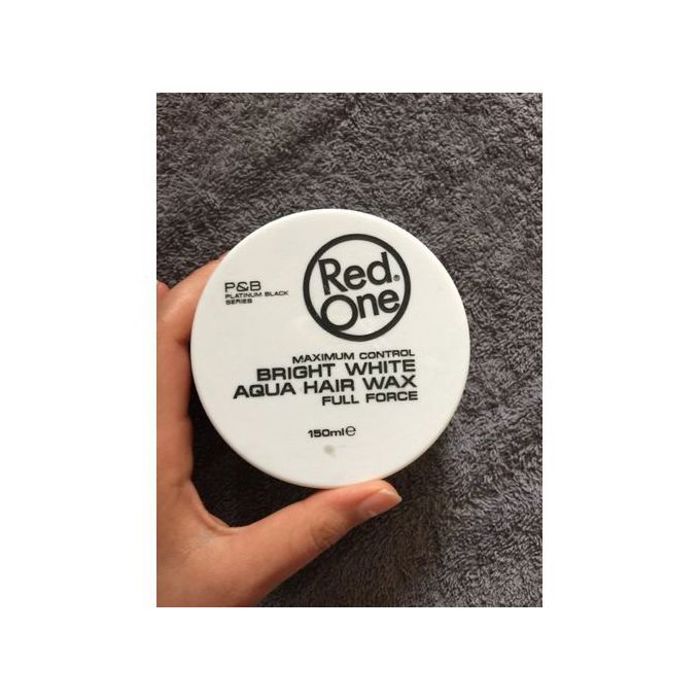 P&B
PLATINUM BLACK
SERIES
Red®
One
MAXIMUM CONTROL
BRIGHT WHITE
AQUA HAIR WAX
FULL FORCE
150ml℮